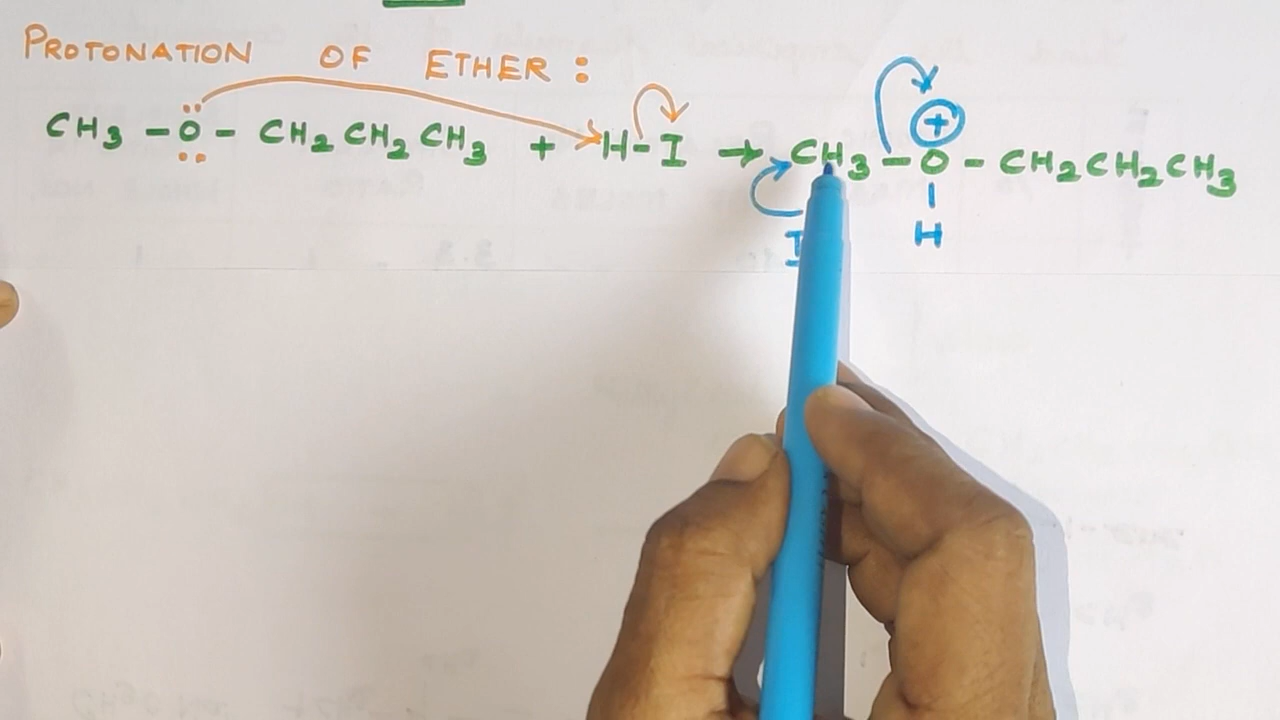 PROTONATION OF ETHER :
CH₃ – Ö – CH₂CH₂CH₃ + H–I → CH₃ – O⊕ – CH₂CH₂CH₃
I H